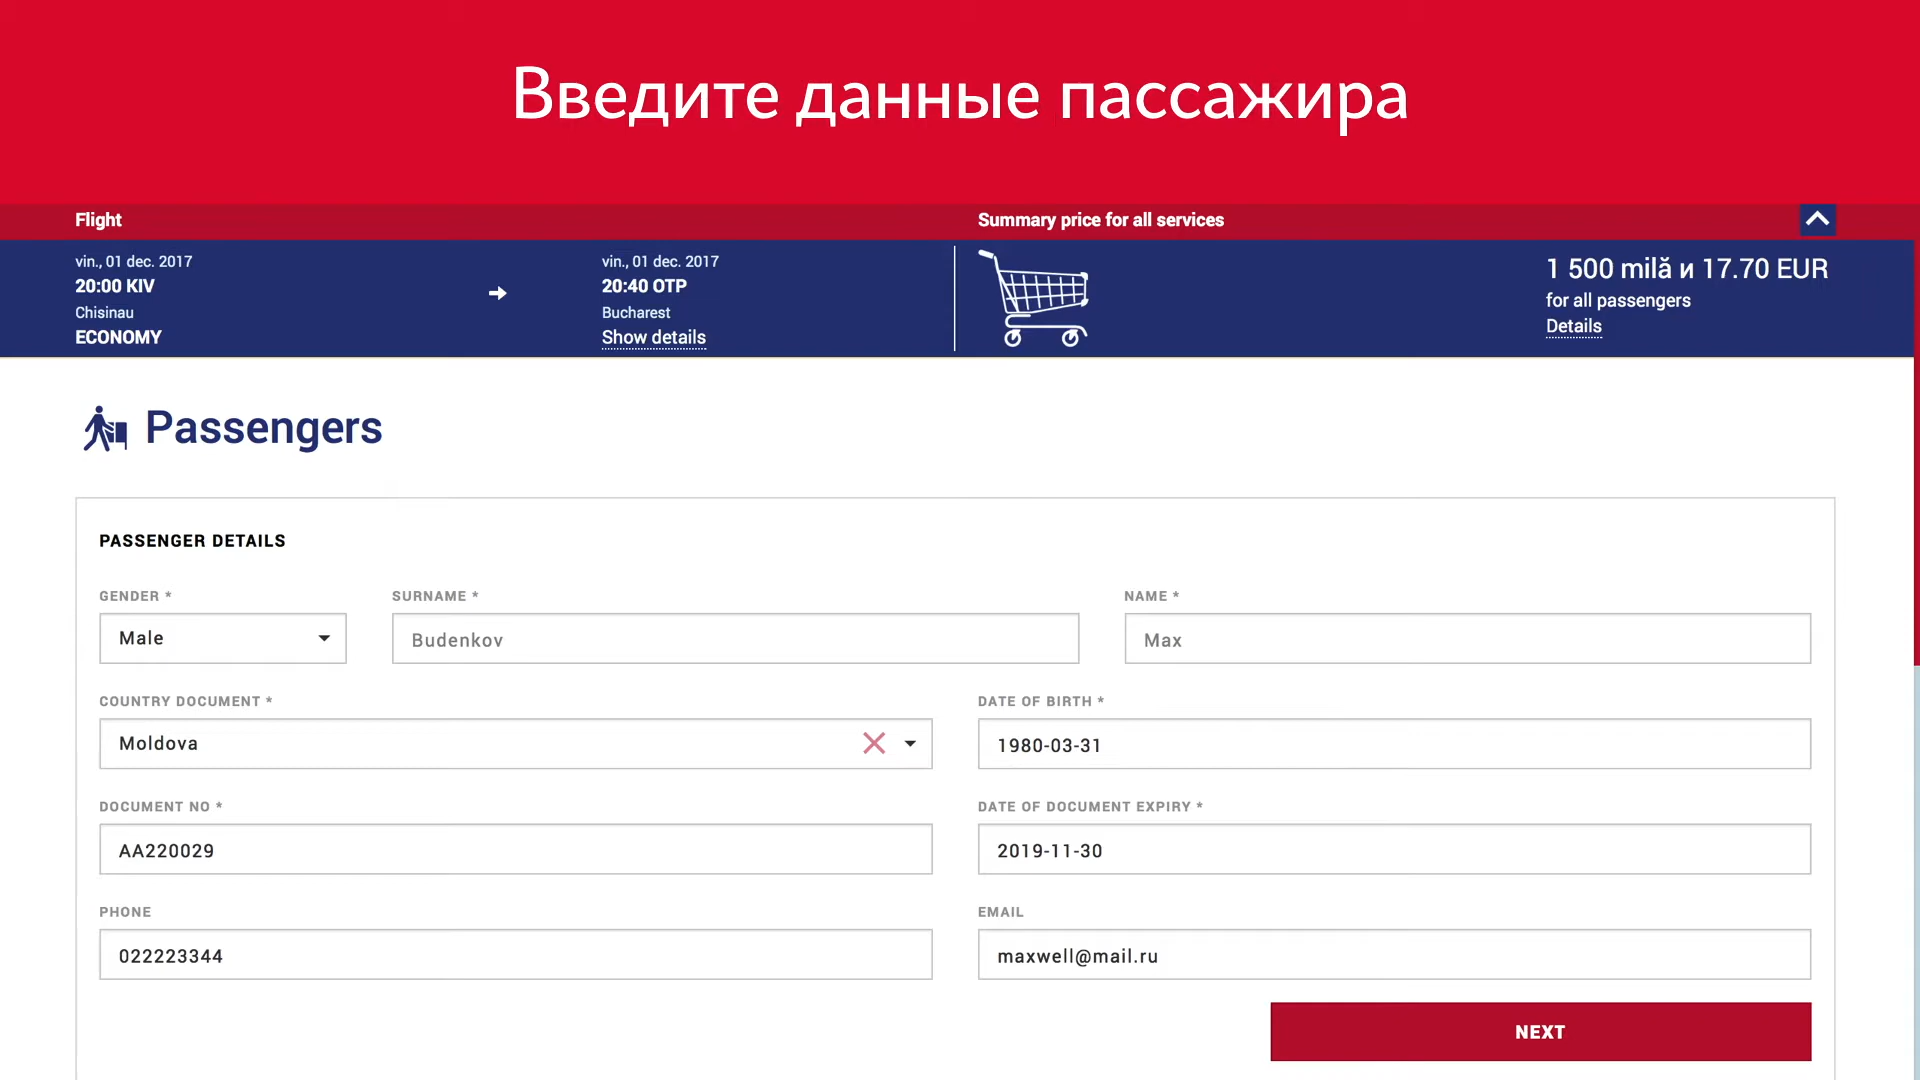 Введите данные пассажира
Flight
Summary price for all services
vin., 01 dec. 2017
20:00 KIV
Chisinau
ECONOMY
vin., 01 dec. 2017
20:40 OTP
Bucharest
Show details
1 500 milă и 17.70 EUR
for all passengers
Details
Passengers
PASSENGER DETAILS
GENDER *
SURNAME *
NAME *
Male
Budenkov
Max
COUNTRY DOCUMENT *
DATE OF BIRTH *
Moldova
1980-03-31
DOCUMENT NO *
DATE OF DOCUMENT EXPIRY *
AA220029
2019-11-30
PHONE
EMAIL
022223344
maxwell@mail.ru
NEXT